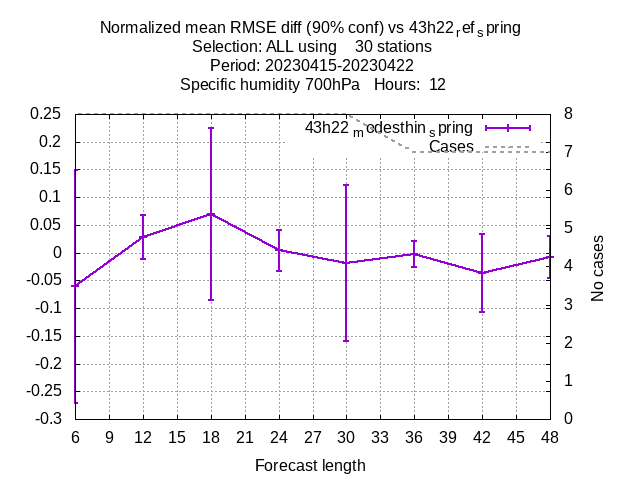 Normalized mean RMSE diff (90% conf) vs 43h22ᵣefₛpring
Selection: ALL using 30 stations
Period: 20230415-20230422
Specific humidity 700hPa Hours: 12
43h22ₘodesthinₛpring
Cases
0.25
0.2
0.15
0.1
0.05
0
-0.05
-0.1
-0.15
-0.2
-0.25
-0.3
8
7
6
5
4
3
2
1
0
No cases
6 9 12 15 18 21 24 27 30 33 36 39 42 45 48
Forecast length